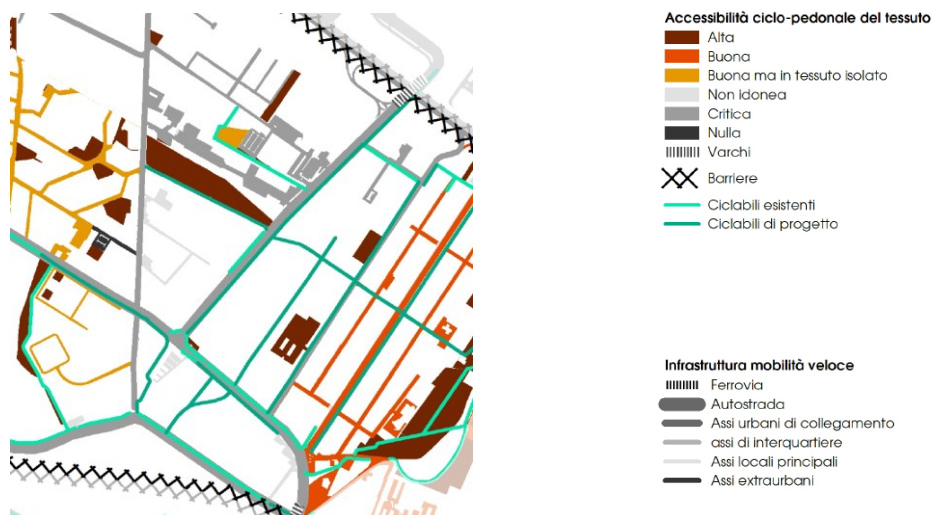 Accessibilità ciclo-pedonale del tessuto
Alta
Buona
Buona ma in tessuto isolato
Non idonea
Critica
Nulla
Varchi
Barriere
Ciclabili esistenti
Ciclabili di progetto
Infrastruttura mobilità veloce
Ferrovia
Autostrada
Assi urbani di collegamento
assi di interquartiere
Assi locali principali
Assi extraurbani